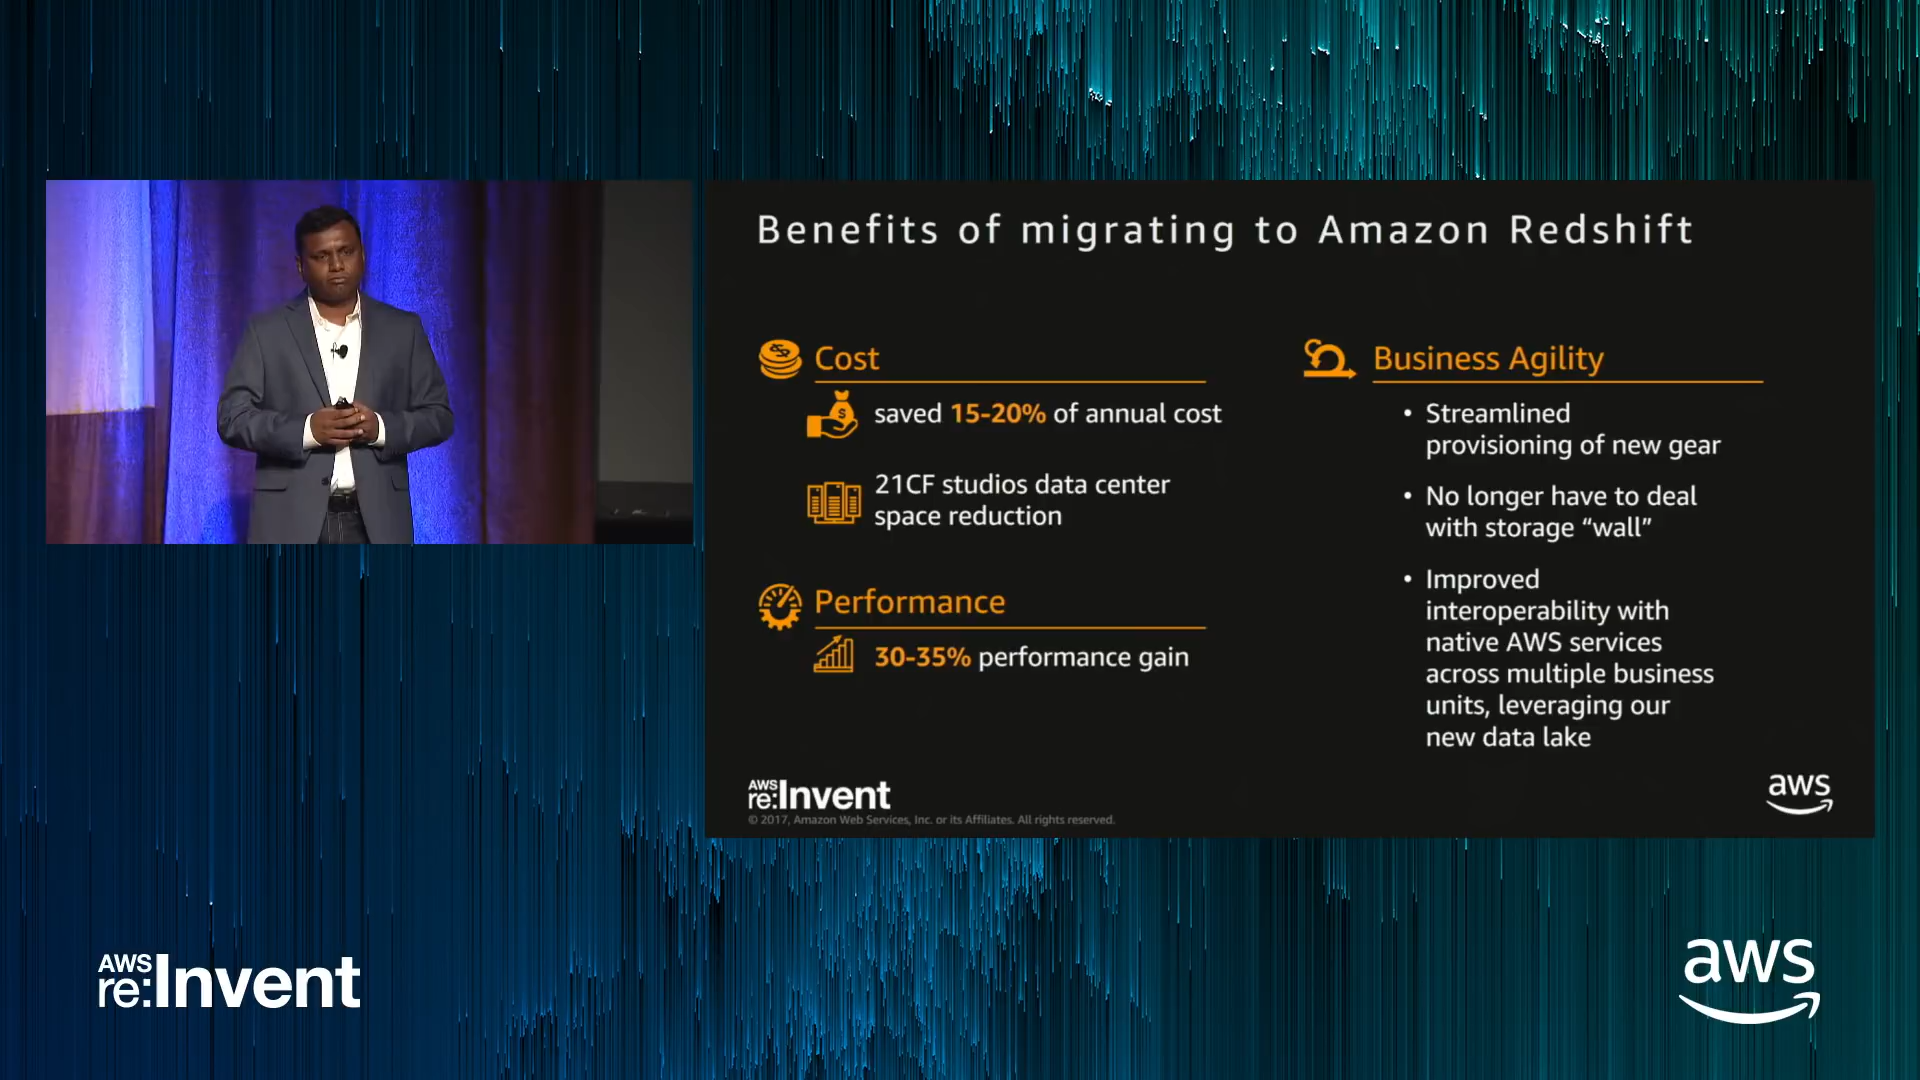 Benefits of migrating to Amazon Redshift
Cost
saved 15-20% of annual cost
21CF studios data center
space reduction
Performance
30-35% performance gain
Business Agility
• Streamlined
provisioning of new gear
• No longer have to deal
with storage “wall”
• Improved
interoperability with
native AWS services
across multiple business
units, leveraging our
new data lake
AWS
re:Invent
© 2017, Amazon Web Services, Inc. or its Affiliates. All rights reserved.
aws
AWS
re:Invent
aws